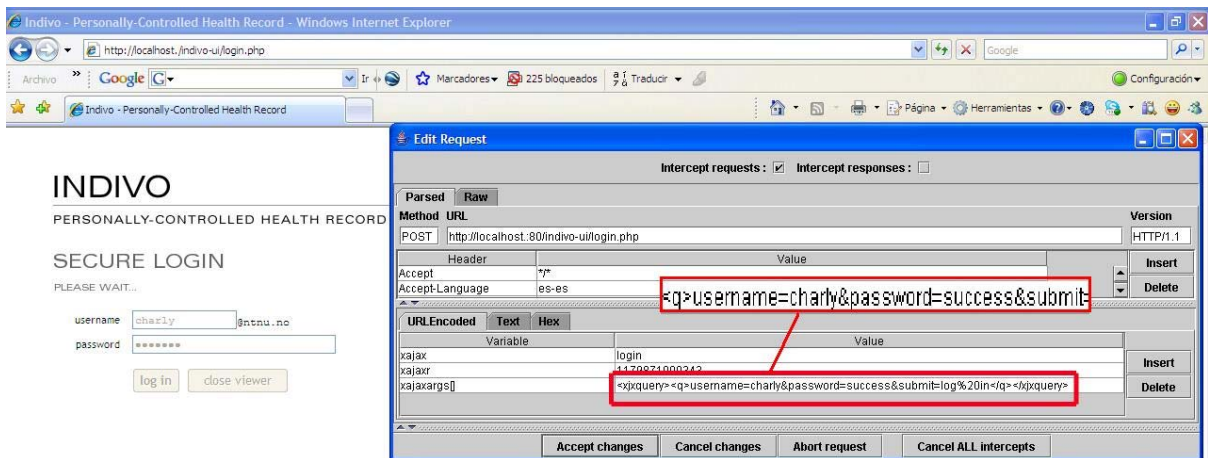 Indivo - Personally-Controlled Health Record - Windows Internet Explorer
http://localhost./indivo-ui/login.php
Google
Archivo » Google G Ir Marcadores 225 bloqueados Traducir Configuración
Indivo - Personally-Controlled Health Record Página Herramientas
Edit Request
Intercept requests : Intercept responses :
Parsed Raw
Method URL Version
POST http://localhost.:80/indivo-ui/login.php HTTP/1.1
Header Value
Accept */*
Accept-Language es-es
Insert
Delete
<q>username=charly&password=success&submit=
URLEncoded Text Hex
Variable Value
xajax login
xajaxr
xajaxargs[] <xjxquery><q>username=charly&password=success&submit=log%20in</q></xjxquery>
Insert
Delete
Accept changes Cancel changes Abort request Cancel ALL intercepts
INDIVO
PERSONALLY-CONTROLLED HEALTH RECORD
SECURE LOGIN
PLEASE WAIT...
username charly @ntnu.no
password
log in close viewer